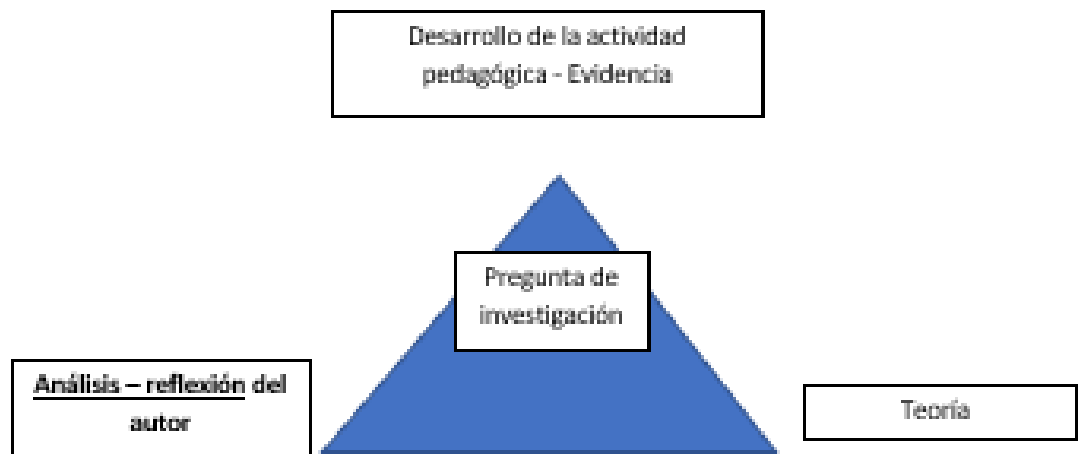 Desarrollo de la actividad
pedagógica - Evidencia
Pregunta de
investigación
Análisis – reflexión del
autor
Teoría